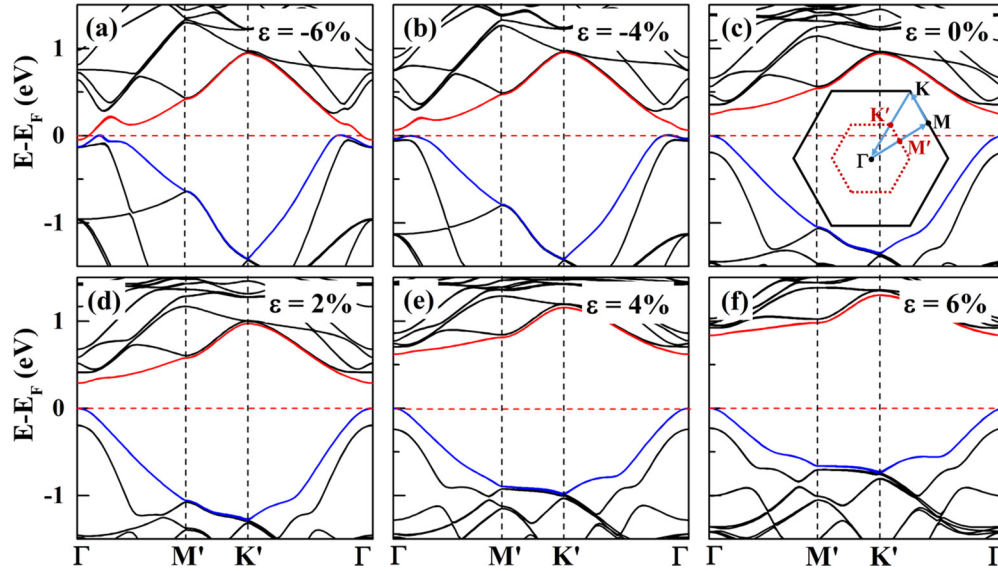 (a) ε = -6%
(b) ε = -4%
(c) ε = 0%
E-E_F (eV)
1
0
-1
K
K′
M
M′
Γ
(d) ε = 2%
(e) ε = 4%
(f) ε = 6%
E-E_F (eV)
1
0
-1
Γ M' K' Γ M' K' Γ M' K' Γ